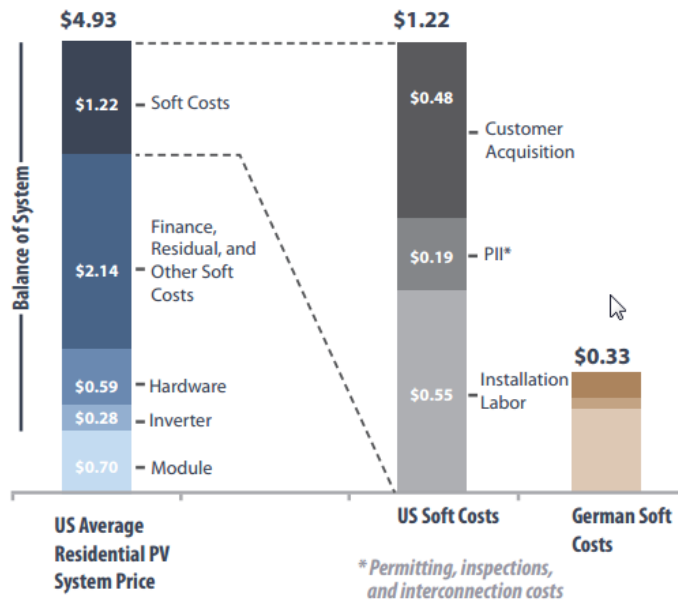 $4.93
$1.22
Soft Costs
$2.14
Finance,
Residual, and
Other Soft
Costs
$0.59
Hardware
$0.28
Inverter
$0.70
Module
Balance of System
US Average
Residential PV
System Price
$1.22
$0.48
Customer
Acquisition
$0.19
PII*
$0.55
Installation
Labor
US Soft Costs
$0.33
German Soft
Costs
* Permitting, inspections,
and interconnection costs